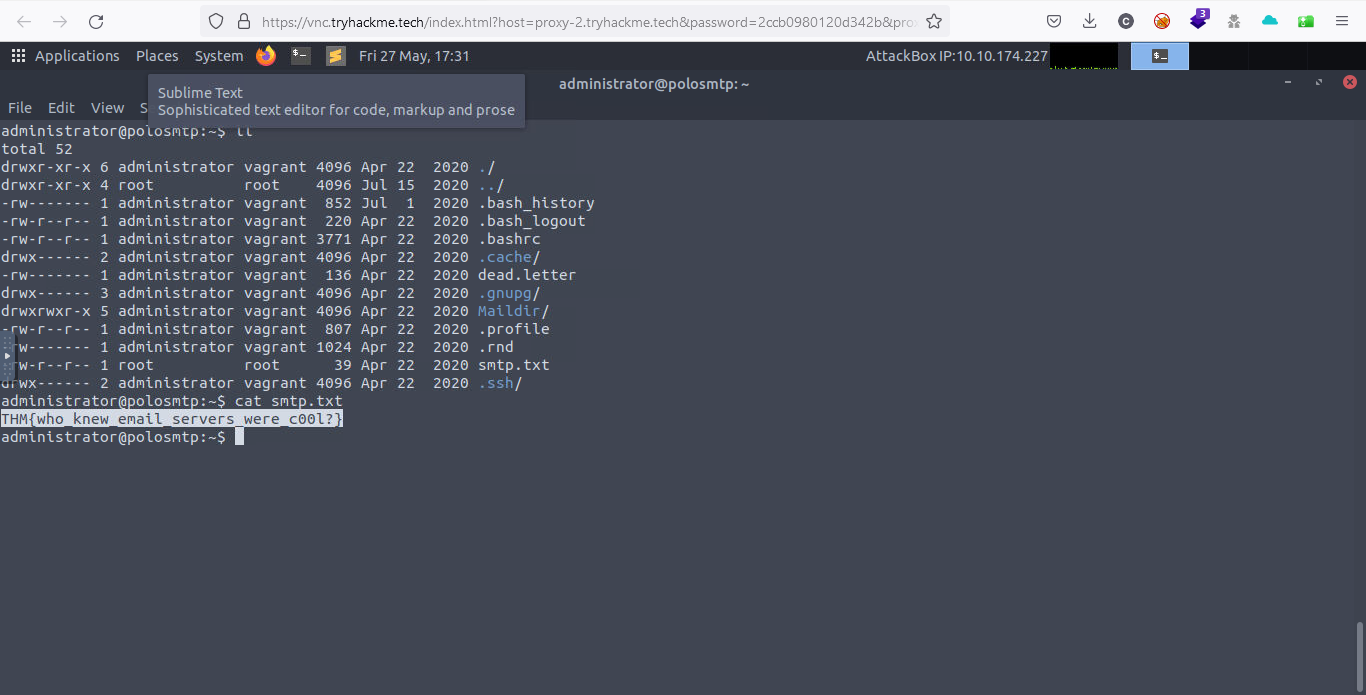 https://vnc.tryhackme.tech/index.html?host=proxy-2.tryhackme.tech&password=2ccb0980120d342b&pro
C
3
Applications Places System Fri 27 May, 17:31 AttackBox IP:10.10.174.227
administrator@polosmtp: ~
Sublime Text
Sophisticated text editor for code, markup and prose
File Edit View S
administrator@polosmtp:~$ ll
total 52
drwxr-xr-x 6 administrator vagrant 4096 Apr 22 2020 ./
drwxr-xr-x 4 root root 4096 Jul 15 2020 ../
-rw------- 1 administrator vagrant 852 Jul 1 2020 .bash_history
-rw-r--r-- 1 administrator vagrant 220 Apr 22 2020 .bash_logout
-rw-r--r-- 1 administrator vagrant 3771 Apr 22 2020 .bashrc
drwx------ 2 administrator vagrant 4096 Apr 22 2020 .cache/
-rw------- 1 administrator vagrant 136 Apr 22 2020 dead.letter
drwx------ 3 administrator vagrant 4096 Apr 22 2020 .gnupg/
drwxrwxr-x 5 administrator vagrant 4096 Apr 22 2020 Maildir/
-rw-r--r-- 1 administrator vagrant 807 Apr 22 2020 .profile
rw------- 1 administrator vagrant 1024 Apr 22 2020 .rnd
rw-r--r-- 1 root root 39 Apr 22 2020 smtp.txt
drwx------ 2 administrator vagrant 4096 Apr 22 2020 .ssh/
administrator@polosmtp:~$ cat smtp.txt
THM{who_knew_email_servers_were_c00l?}
administrator@polosmtp:~$